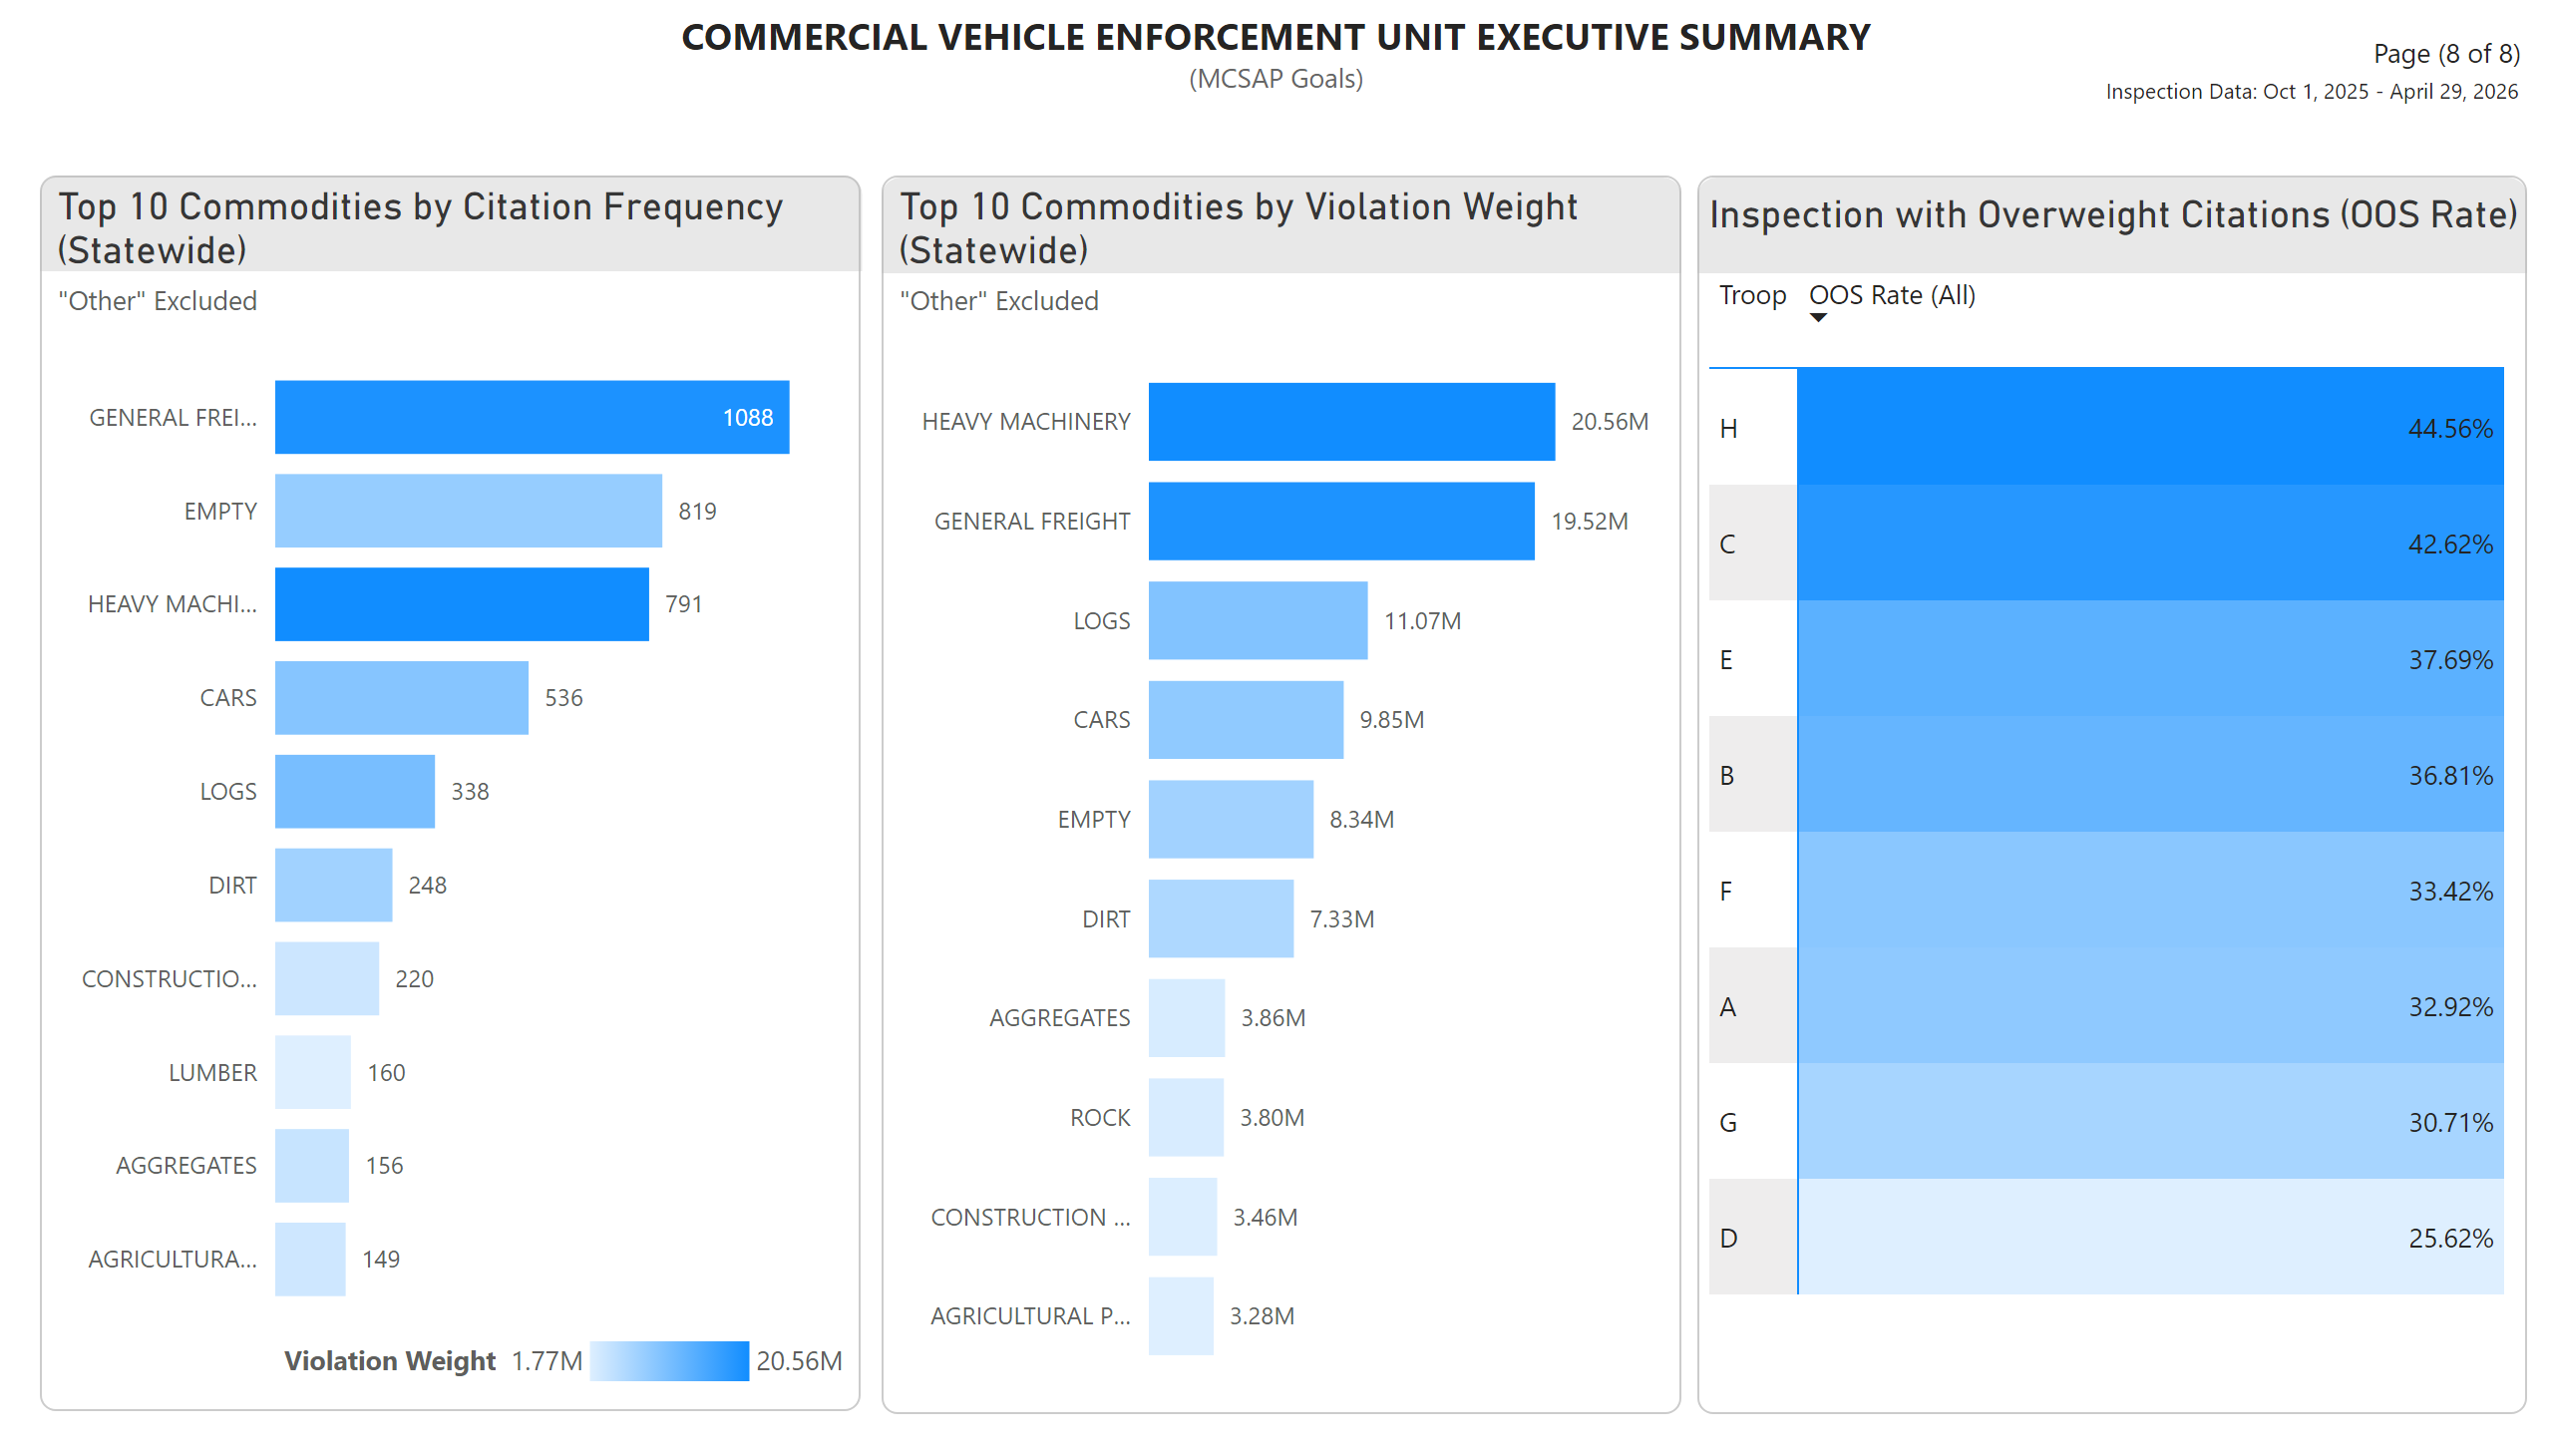 COMMERCIAL VEHICLE ENFORCEMENT UNIT EXECUTIVE SUMMARY
(MCSAP Goals)
Page (8 of 8)
Inspection Data: Oct 1, 2025 - April 29, 2026
Top 10 Commodities by Citation Frequency
(Statewide)
"Other" Excluded
GENERAL FREI... 1088
EMPTY 819
HEAVY MACHI... 791
CARS 536
LOGS 338
DIRT 248
CONSTRUCTIO... 220
LUMBER 160
AGGREGATES 156
AGRICULTURA... 149
Violation Weight 1.77M 20.56M
Top 10 Commodities by Violation Weight
(Statewide)
"Other" Excluded
HEAVY MACHINERY 20.56M
GENERAL FREIGHT 19.52M
LOGS 11.07M
CARS 9.85M
EMPTY 8.34M
DIRT 7.33M
AGGREGATES 3.86M
ROCK 3.80M
CONSTRUCTION ... 3.46M
AGRICULTURAL P... 3.28M
Inspection with Overweight Citations (OOS Rate)
Troop OOS Rate (All)
H 44.56%
C 42.62%
E 37.69%
B 36.81%
F 33.42%
A 32.92%
G 30.71%
D 25.62%